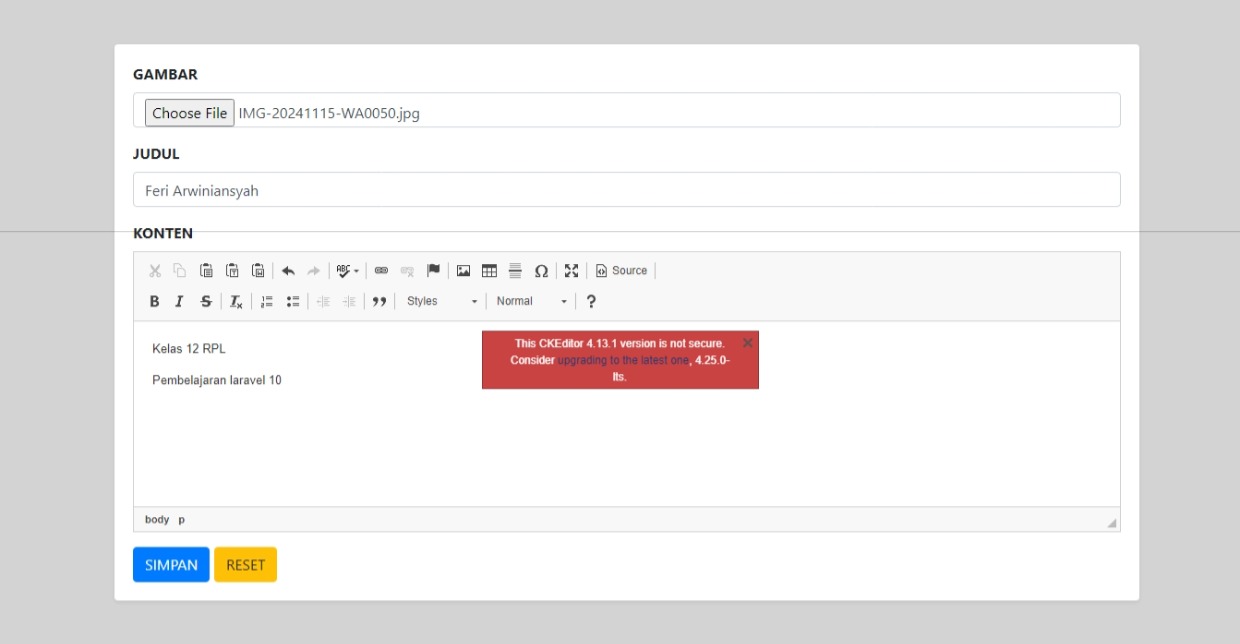 GAMBAR
Choose File IMG-20241115-WA0050.jpg
JUDUL
Feri Arwiniansyah
KONTEN
ABC Ω Source
B I S Ix Styles Normal ?
Kelas 12 RPL
Pembelajaran laravel 10
This CKEditor 4.13.1 version is not secure.
Consider upgrading to the latest one, 4.25.0-
lts.
body p
SIMPAN RESET